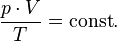 p · V / T = const.